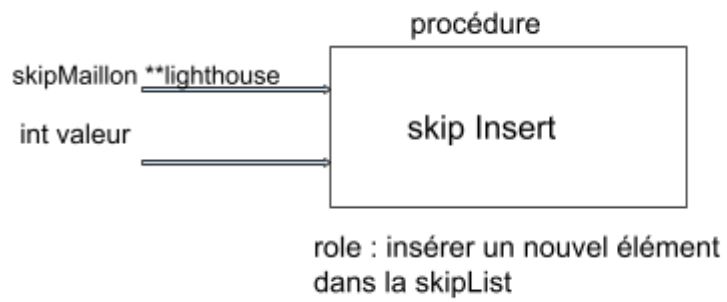 procédure
skipMaillon **lighthouse
int valeur
skip Insert
role : insérer un nouvel élément
dans la skipList